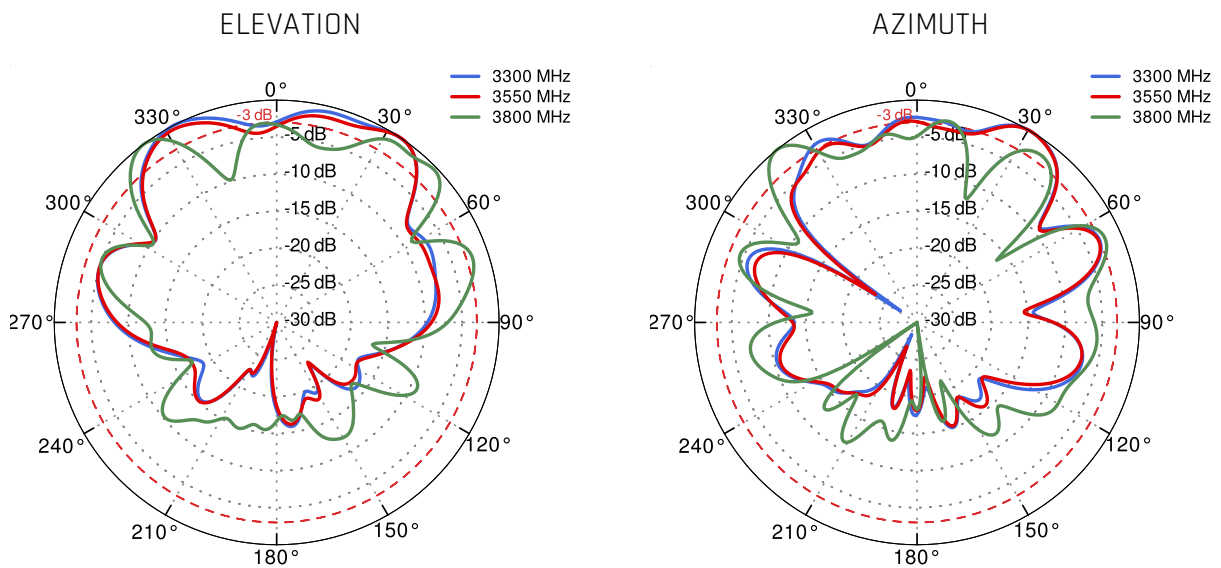 ELEVATION
3300 MHz
3550 MHz
3800 MHz
0°
-3 dB
330°
30°
-5 dB
-10 dB
300°
60°
-15 dB
-20 dB
-25 dB
270°
-30 dB
90°
240°
120°
210°
150°
180°
AZIMUTH
3300 MHz
3550 MHz
3800 MHz
0°
-3 dB
330°
30°
-5 dB
-10 dB
300°
60°
-15 dB
-20 dB
-25 dB
270°
-30 dB
90°
240°
120°
210°
150°
180°